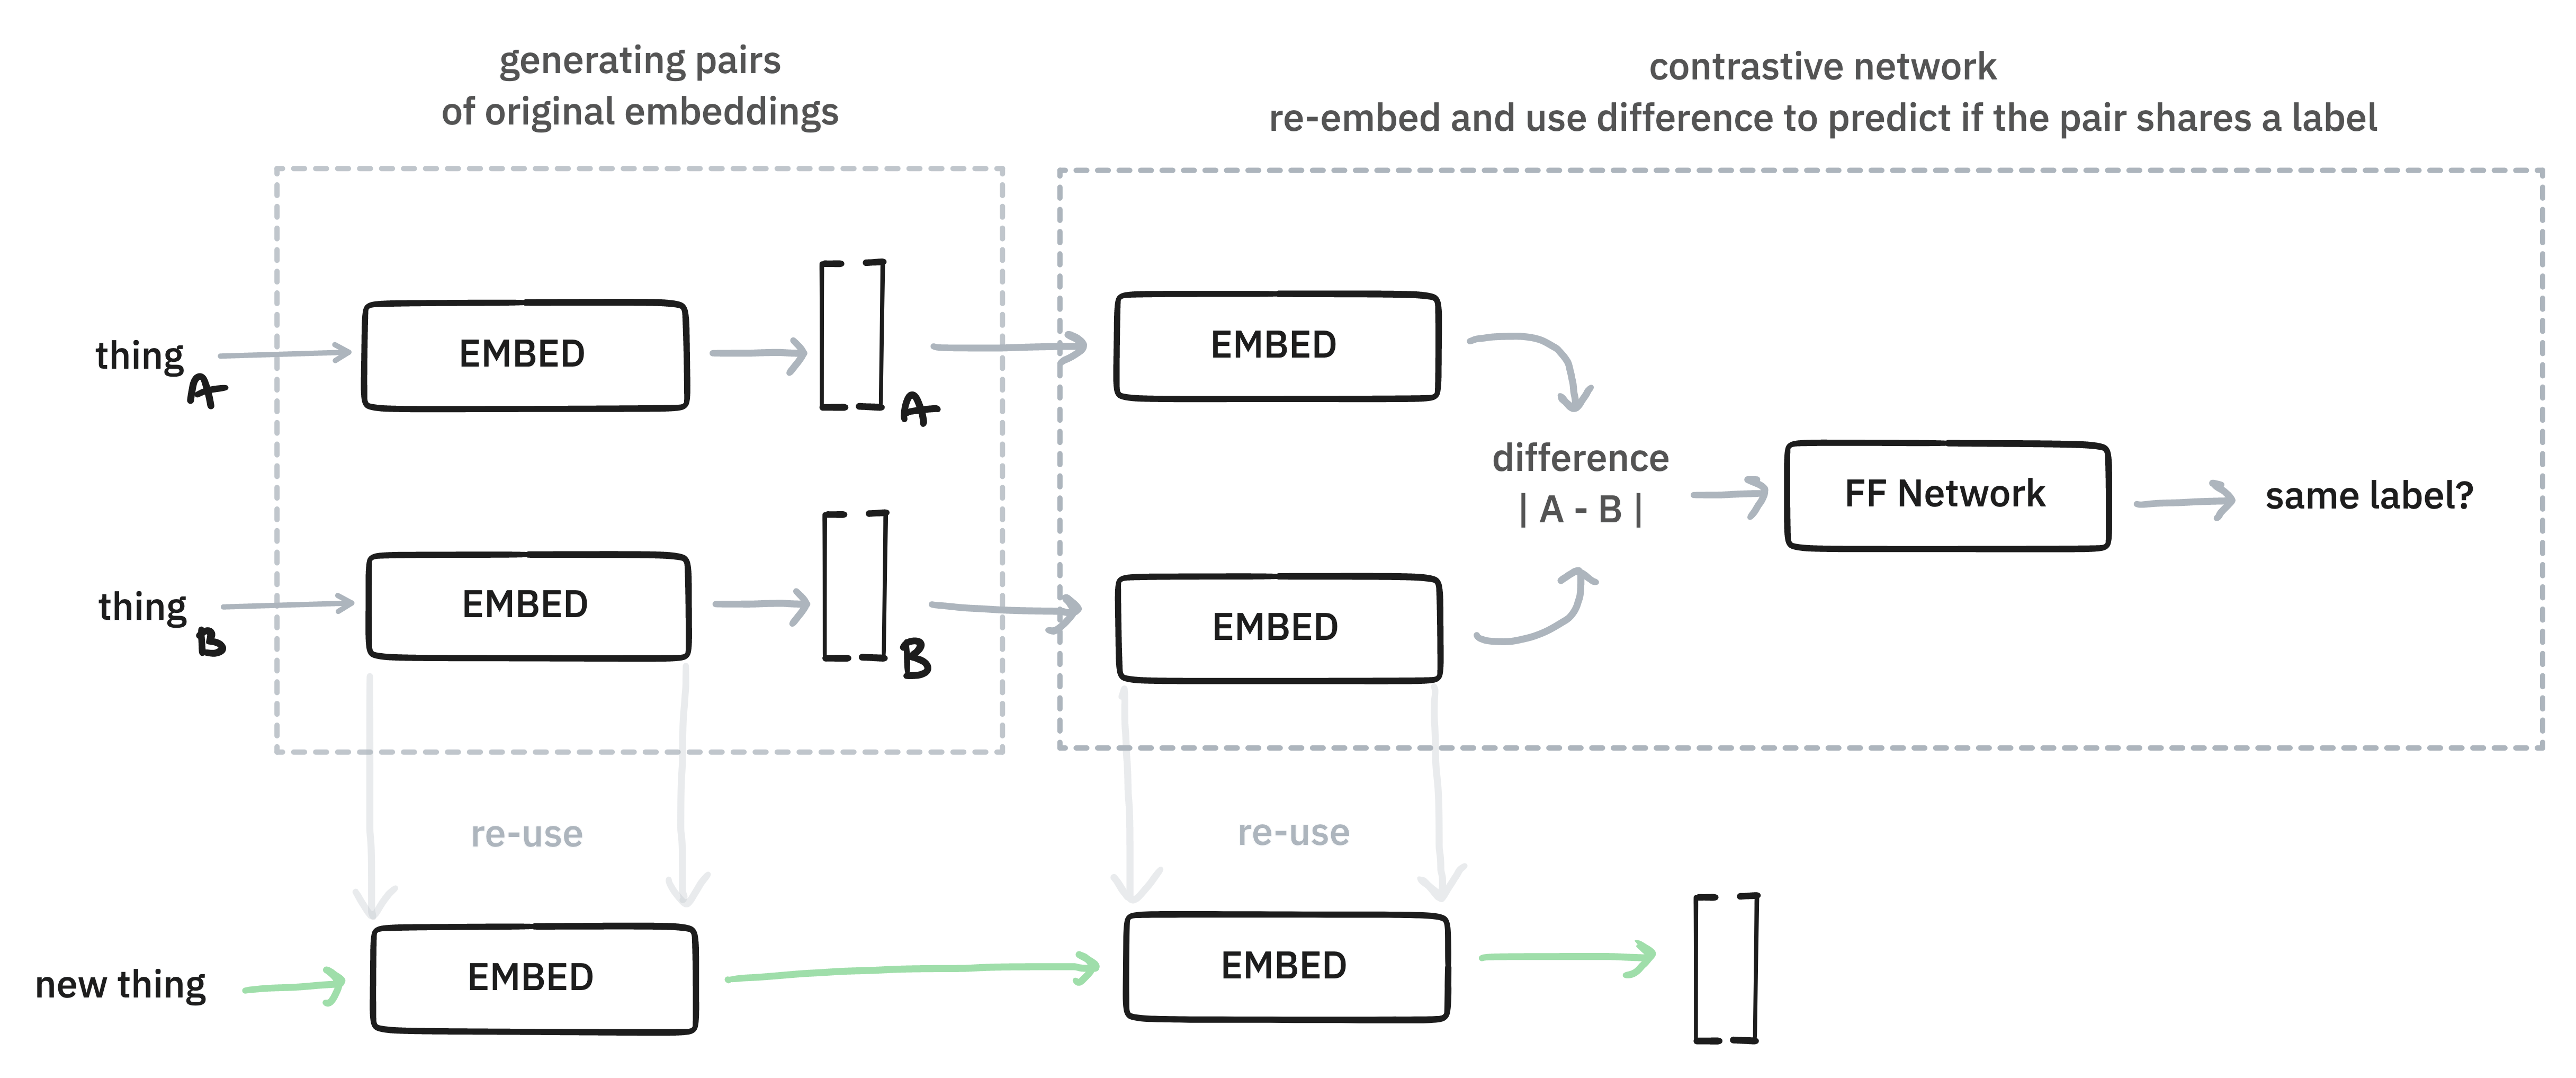 generating pairs
of original embeddings
contrastive network
re-embed and use difference to predict if the pair shares a label
thing A
EMBED
A
EMBED
thing B
EMBED
B
EMBED
difference
| A - B |
FF Network
same label?
re-use
re-use
new thing
EMBED
EMBED